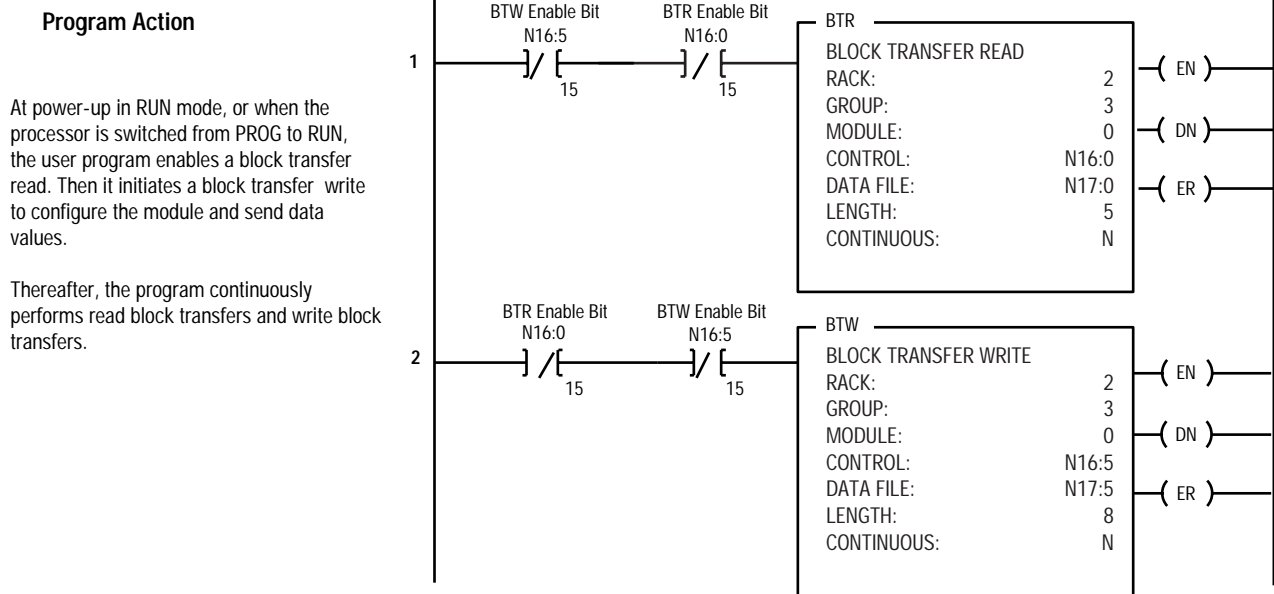 Program Action
At power-up in RUN mode, or when the
processor is switched from PROG to RUN,
the user program enables a block transfer
read. Then it initiates a block transfer write
to configure the module and send data
values.
Thereafter, the program continuously
performs read block transfers and write block
transfers.
1
BTW Enable Bit
N16:5
15
BTR Enable Bit
N16:0
15
BTR
BLOCK TRANSFER READ
RACK: 2
GROUP: 3
MODULE: 0
CONTROL: N16:0
DATA FILE: N17:0
LENGTH: 5
CONTINUOUS: N
EN
DN
ER
2
BTR Enable Bit
N16:0
15
BTW Enable Bit
N16:5
15
BTW
BLOCK TRANSFER WRITE
RACK: 2
GROUP: 3
MODULE: 0
CONTROL: N16:5
DATA FILE: N17:5
LENGTH: 8
CONTINUOUS: N
EN
DN
ER